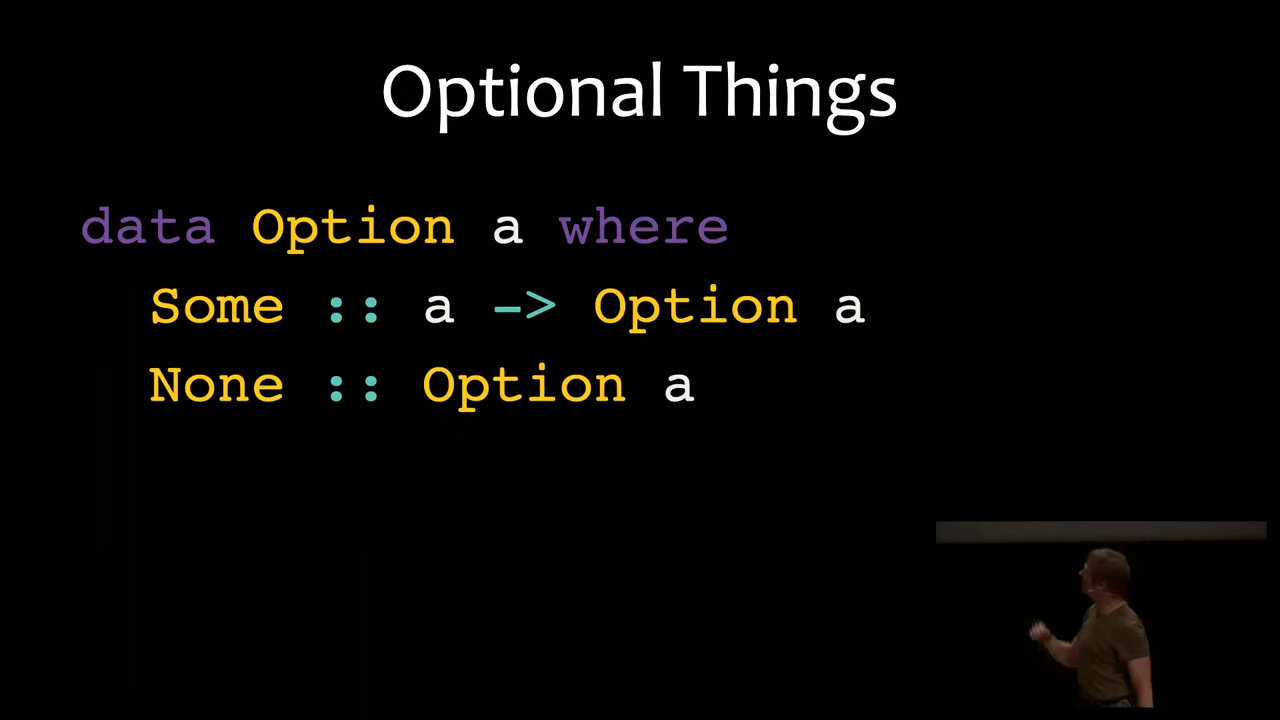 Optional Things
data Option a where
Some :: a -> Option a
None :: Option a